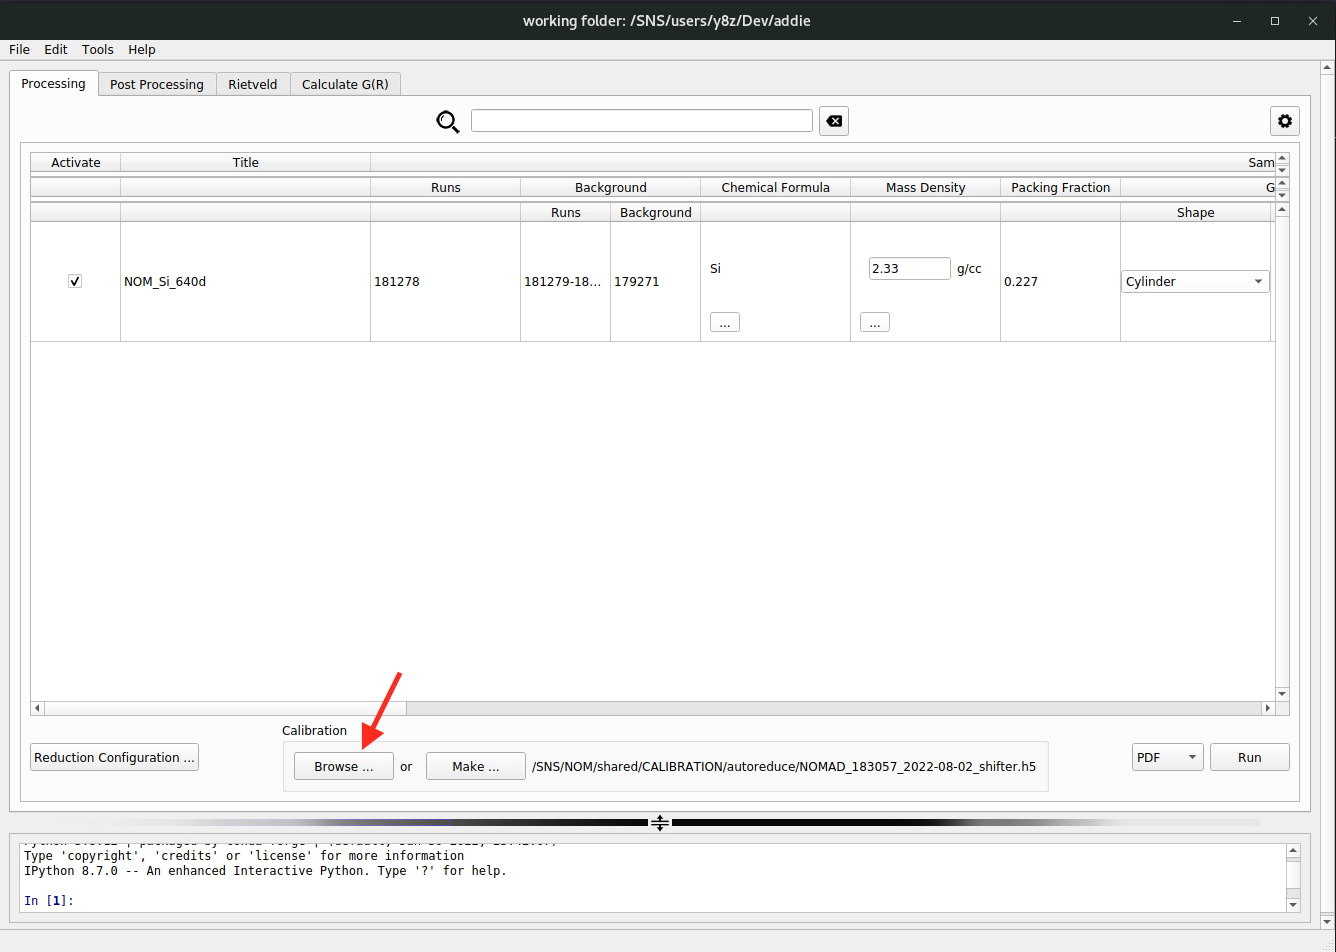 working folder: /SNS/users/y8z/Dev/addie
File Edit Tools Help
Processing Post Processing Rietveld Calculate G(R)
Activate Title Sam
Runs Background Chemical Formula Mass Density Packing Fraction G
Runs Background Shape
NOM_Si_640d 181278 181279-18... 179271 Si 2.33 g/cc 0.227 Cylinder
... ...
Calibration
Reduction Configuration ... Browse ... or Make ... /SNS/NOM/shared/CALIBRATION/autoreduce/NOMAD_183057_2022-08-02_shifter.h5 PDF Run
Type 'copyright', 'credits' or 'license' for more information
IPython 8.7.0 -- An enhanced Interactive Python. Type '?' for help.
In [1]: